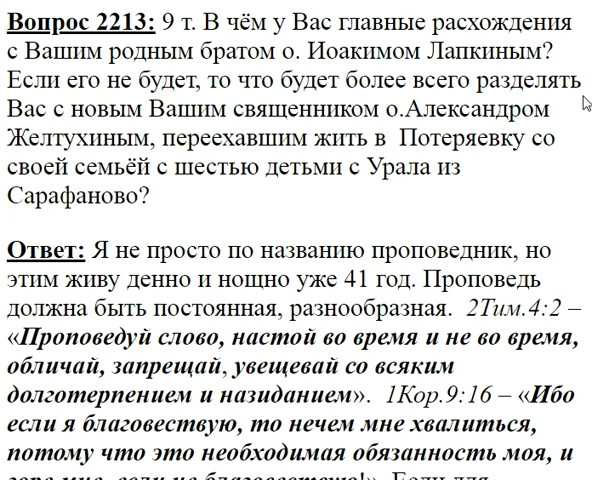 Вопрос 2213: 9 т. В чём у Вас главные расхождения
с Вашим родным братом о. Иоакимом Лапкиным?
Если его не будет, то что будет более всего разделять
Вас с новым Вашим священником о.Александром
Желтухиным, переехавшим жить в Потеряевку со
своей семьёй с шестью детьми с Урала из
Сарафаново?
Ответ: Я не просто по названию проповедник, но
этим живу денно и нощно уже 41 год. Проповедь
должна быть постоянная, разнообразная. 2Тим.4:2 –
«Проповедуй слово, настой во время и не во время,
обличай, запрещай, увещевай со всяким
долготерпением и назиданием». 1Кор.9:16 – «Ибо
если я благовествую, то нечем мне хвалиться,
потому что это необходимая обязанность моя, и